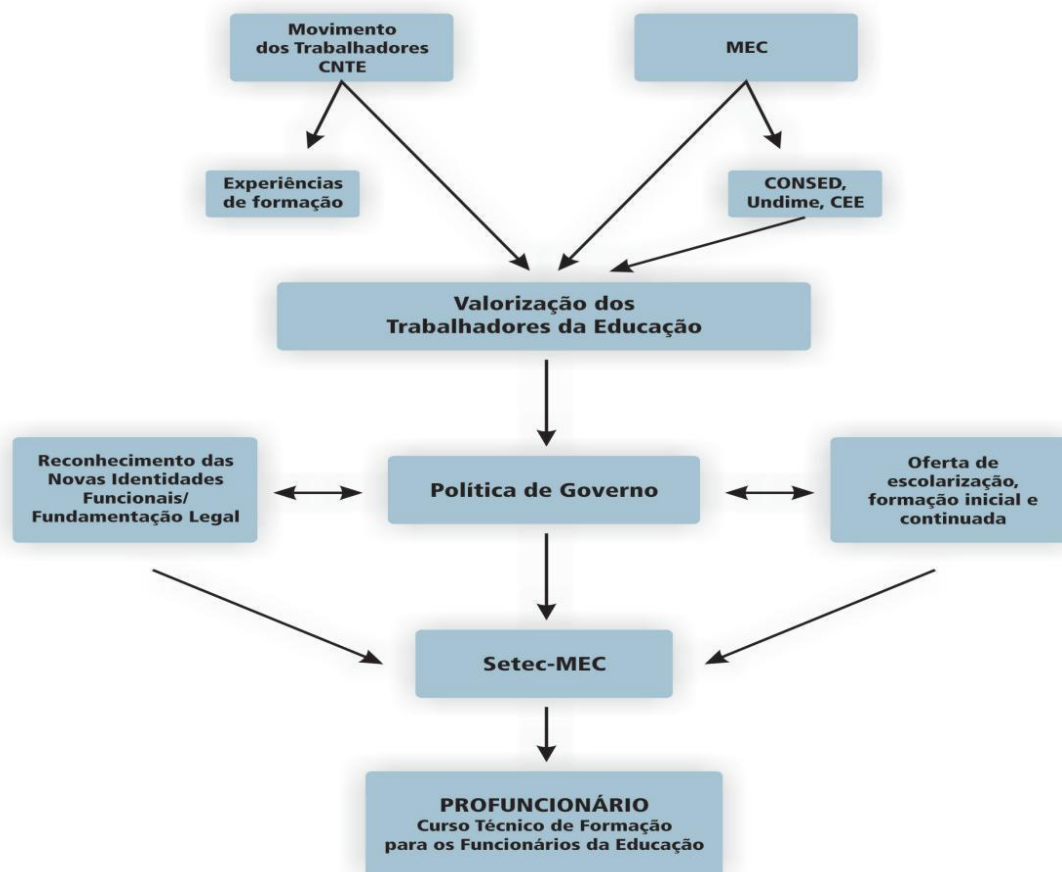 Movimento
dos Trabalhadores
CNTE
MEC
Experiências
de formação
CONSED,
Undime, CEE
Valorização dos
Trabalhadores da Educação
Reconhecimento das
Novas Identidades
Funcionais/
Fundamentação Legal
Política de Governo
Oferta de
escolarização,
formação inicial e
continuada
Setec-MEC
PROFUNCIONÁRIO
Curso Técnico de Formação
para os Funcionários da Educação